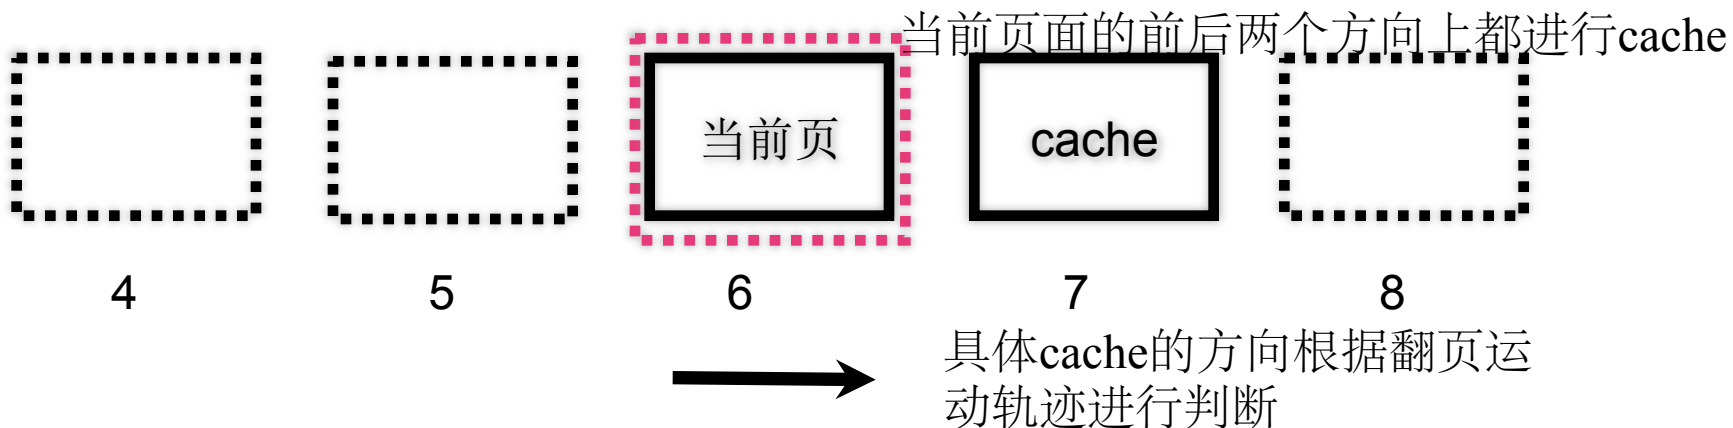 当前页面的前后两个方向上都进行cache
当前页
cache
4
5
6
7
8
具体cache的方向根据翻页运
动轨迹进行判断